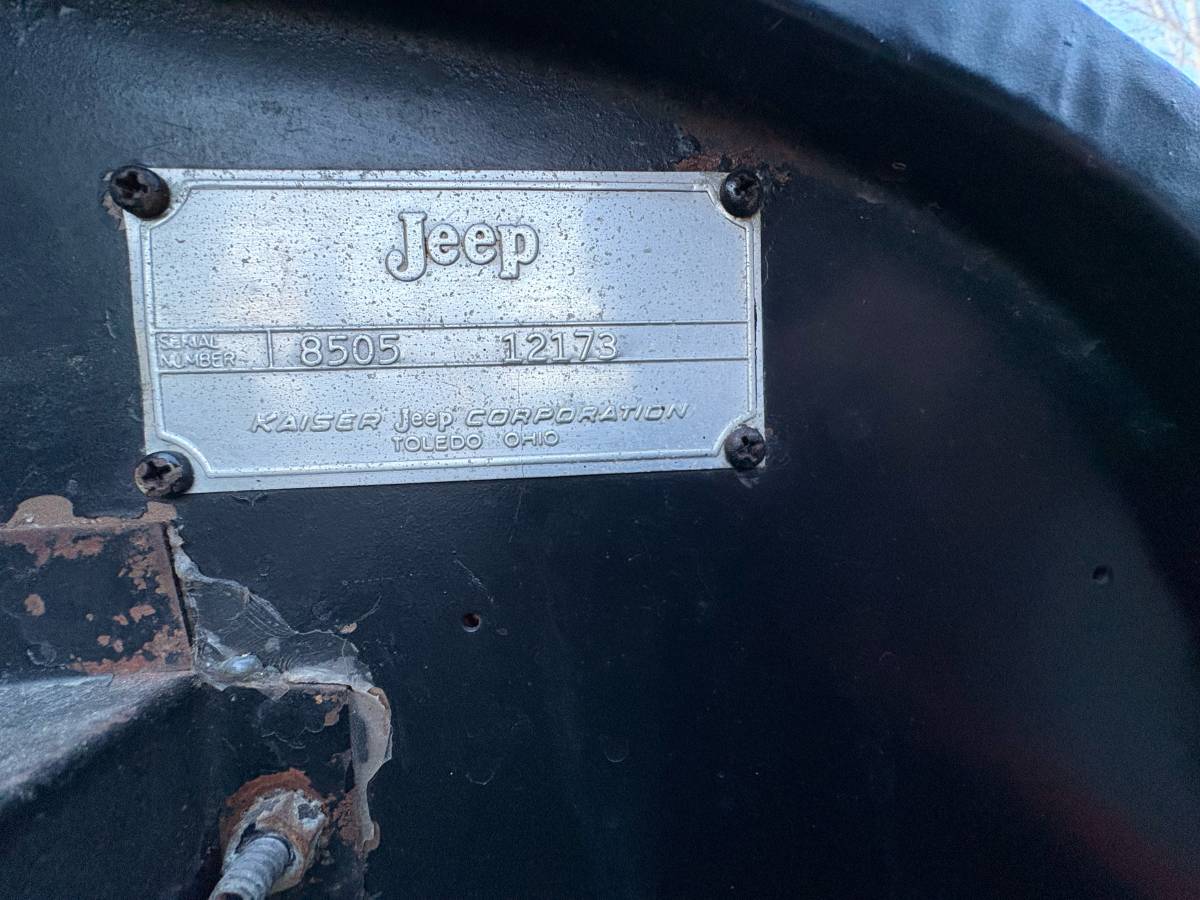 Jeep
SERIAL
NUMBER
8505 12173
KAISER Jeep CORPORATION
TOLEDO OHIO